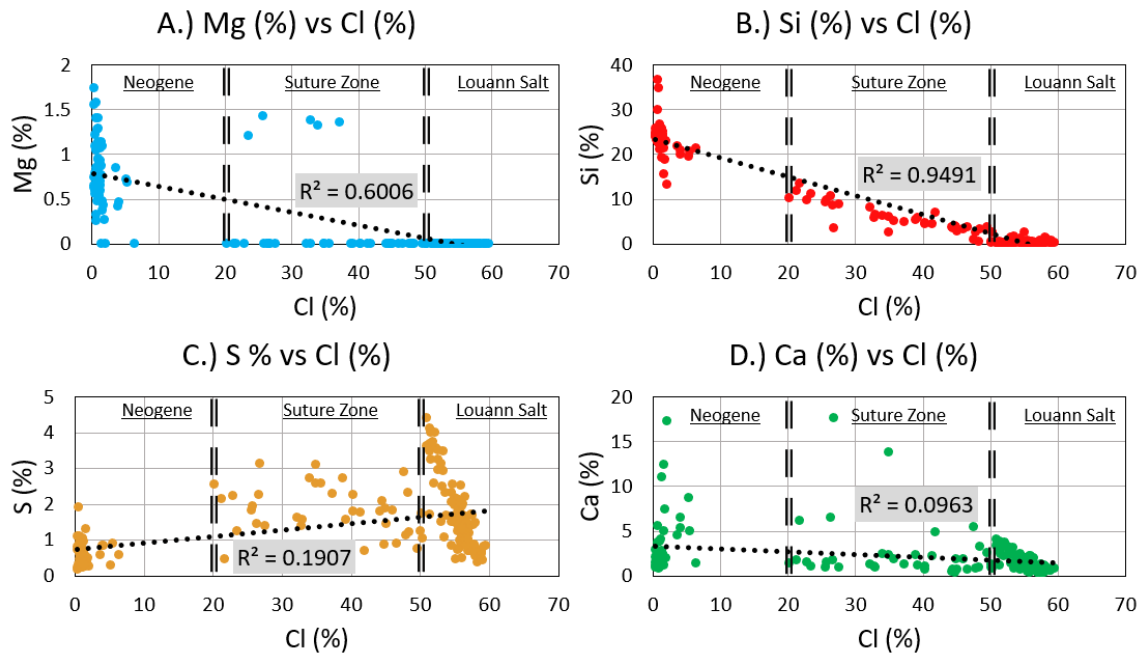 A.) Mg (%) vs Cl (%)
Mg (%)
2
1.5
1
0.5
0
Neogene
Suture Zone
Louann Salt
R² = 0.6006
0 10 20 30 40 50 60 70
Cl (%)
B.) Si (%) vs Cl (%)
Si (%)
40
30
20
10
0
Neogene
Suture Zone
Louann Salt
R² = 0.9491
0 10 20 30 40 50 60 70
Cl (%)
C.) S % vs Cl (%)
S (%)
5
4
3
2
1
0
Neogene
Suture Zone
Louann Salt
R² = 0.1907
0 10 20 30 40 50 60 70
Cl (%)
D.) Ca (%) vs Cl (%)
Ca (%)
20
15
10
5
0
Neogene
Suture Zone
Louann Salt
R² = 0.0963
0 10 20 30 40 50 60 70
Cl (%)